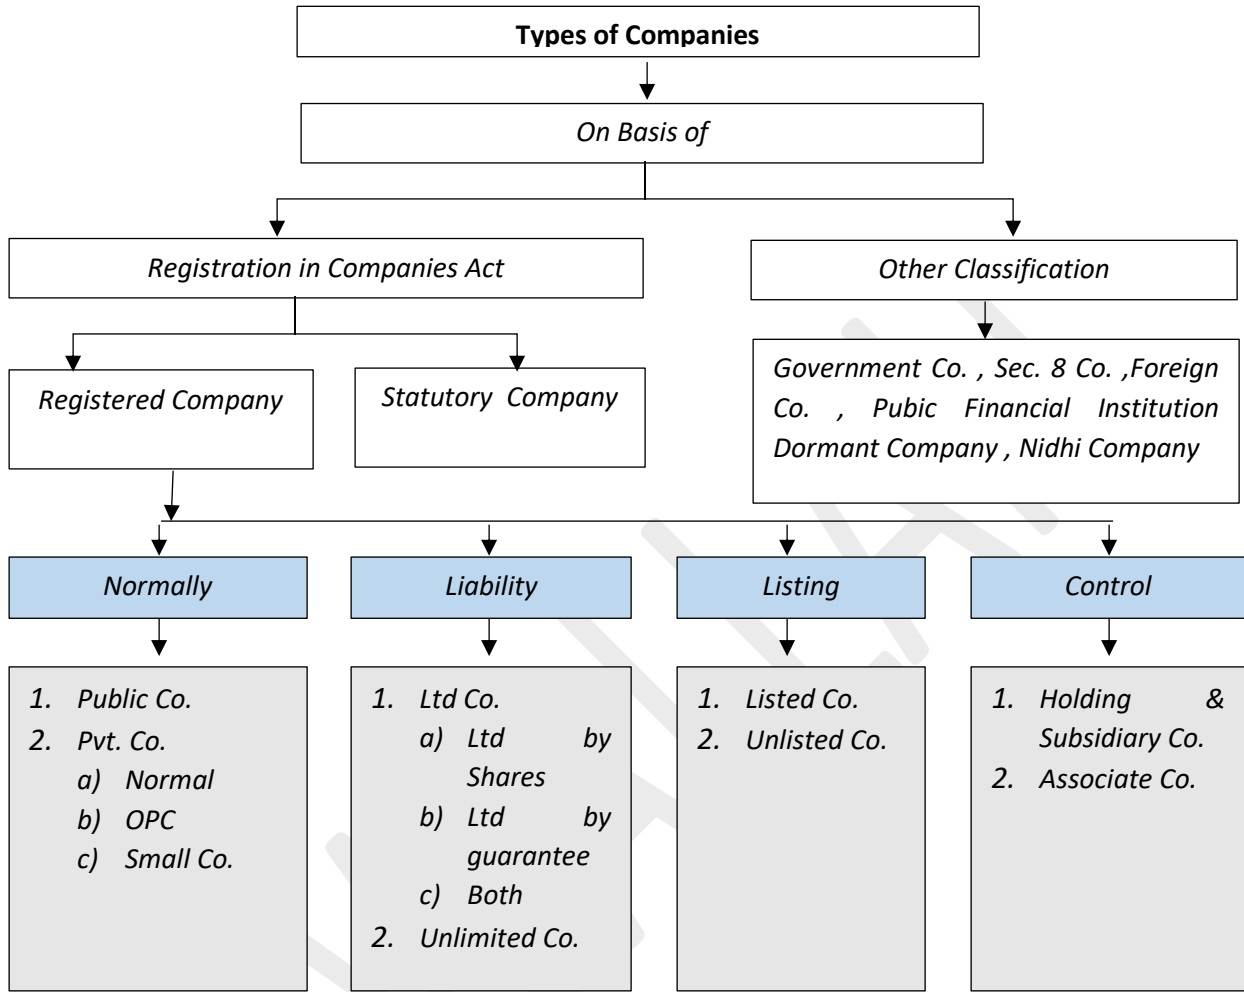 Types of Companies
On Basis of
Registration in Companies Act
Other Classification
Registered Company
Statutory Company
Government Co. , Sec. 8 Co. ,Foreign
Co. , Pubic Financial Institution
Dormant Company , Nidhi Company
Normally
Liability
Listing
Control
1. Public Co.
2. Pvt. Co.
a) Normal
b) OPC
c) Small Co.
1. Ltd Co.
a) Ltd by
Shares
b) Ltd by
guarantee
c) Both
2. Unlimited Co.
1. Listed Co.
2. Unlisted Co.
1. Holding &
Subsidiary Co.
2. Associate Co.